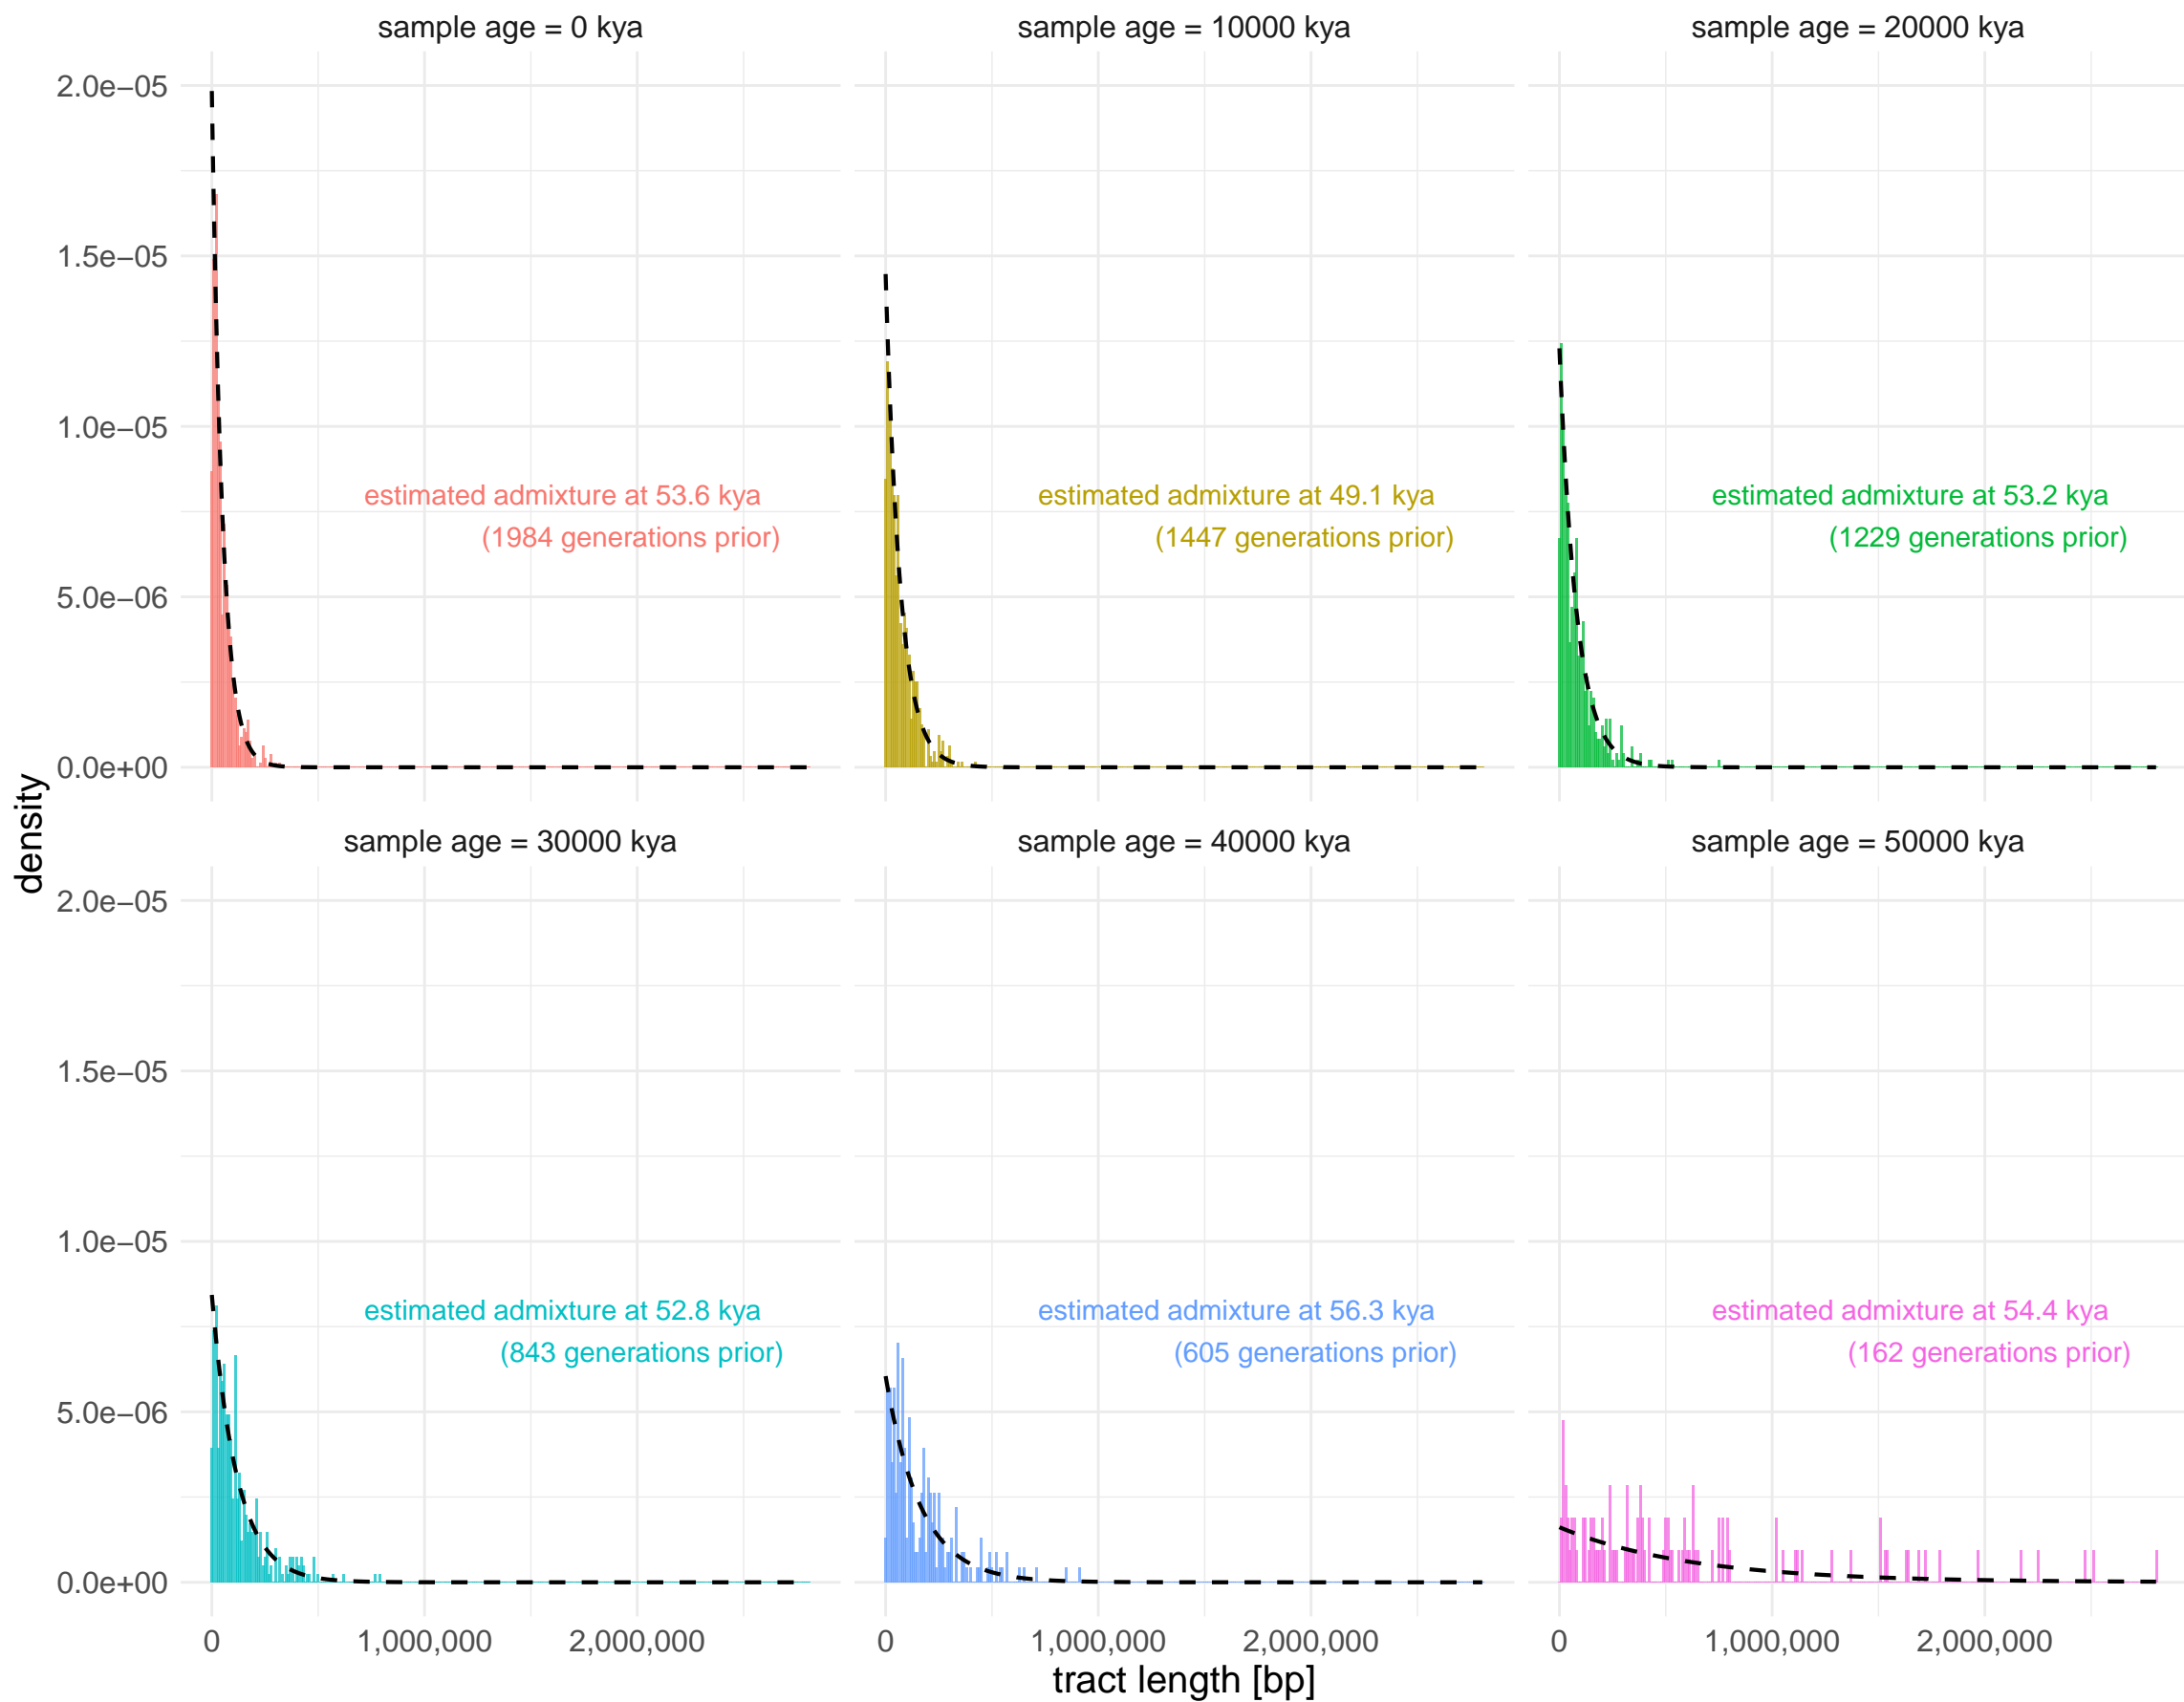 sample age = 0 kya
sample age = 10000 kya
sample age = 20000 kya
2.0e−05
1.5e−05
1.0e−05
5.0e−06
0.0e+00
estimated admixture at 53.6 kya
(1984 generations prior)
estimated admixture at 49.1 kya
(1447 generations prior)
estimated admixture at 53.2 kya
(1229 generations prior)
density
sample age = 30000 kya
sample age = 40000 kya
sample age = 50000 kya
2.0e−05
1.5e−05
1.0e−05
5.0e−06
0.0e+00
estimated admixture at 52.8 kya
(843 generations prior)
estimated admixture at 56.3 kya
(605 generations prior)
estimated admixture at 54.4 kya
(162 generations prior)
0 1,000,000 2,000,000
0 1,000,000 2,000,000
0 1,000,000 2,000,000
tract length [bp]